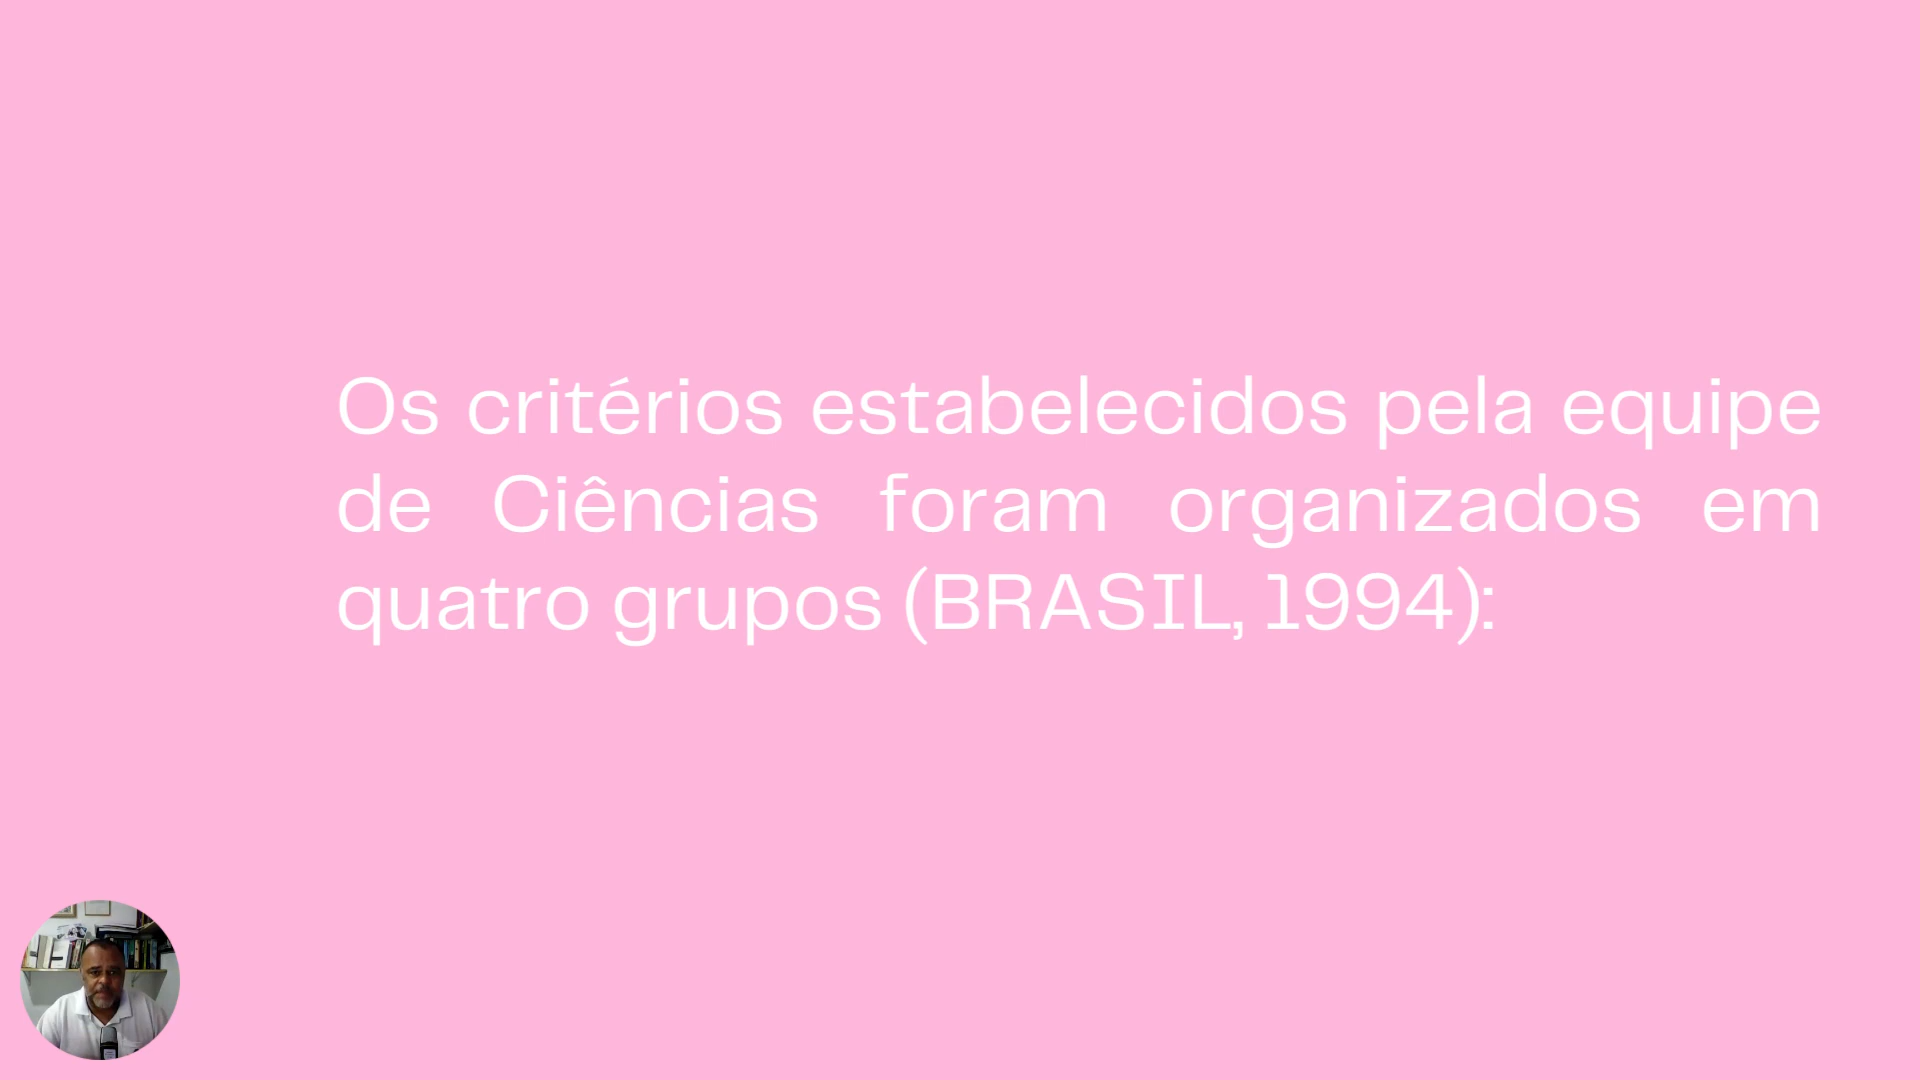 Os critérios estabelecidos pela equipe
de Ciências foram organizados em
quatro grupos (BRASIL, 1994):